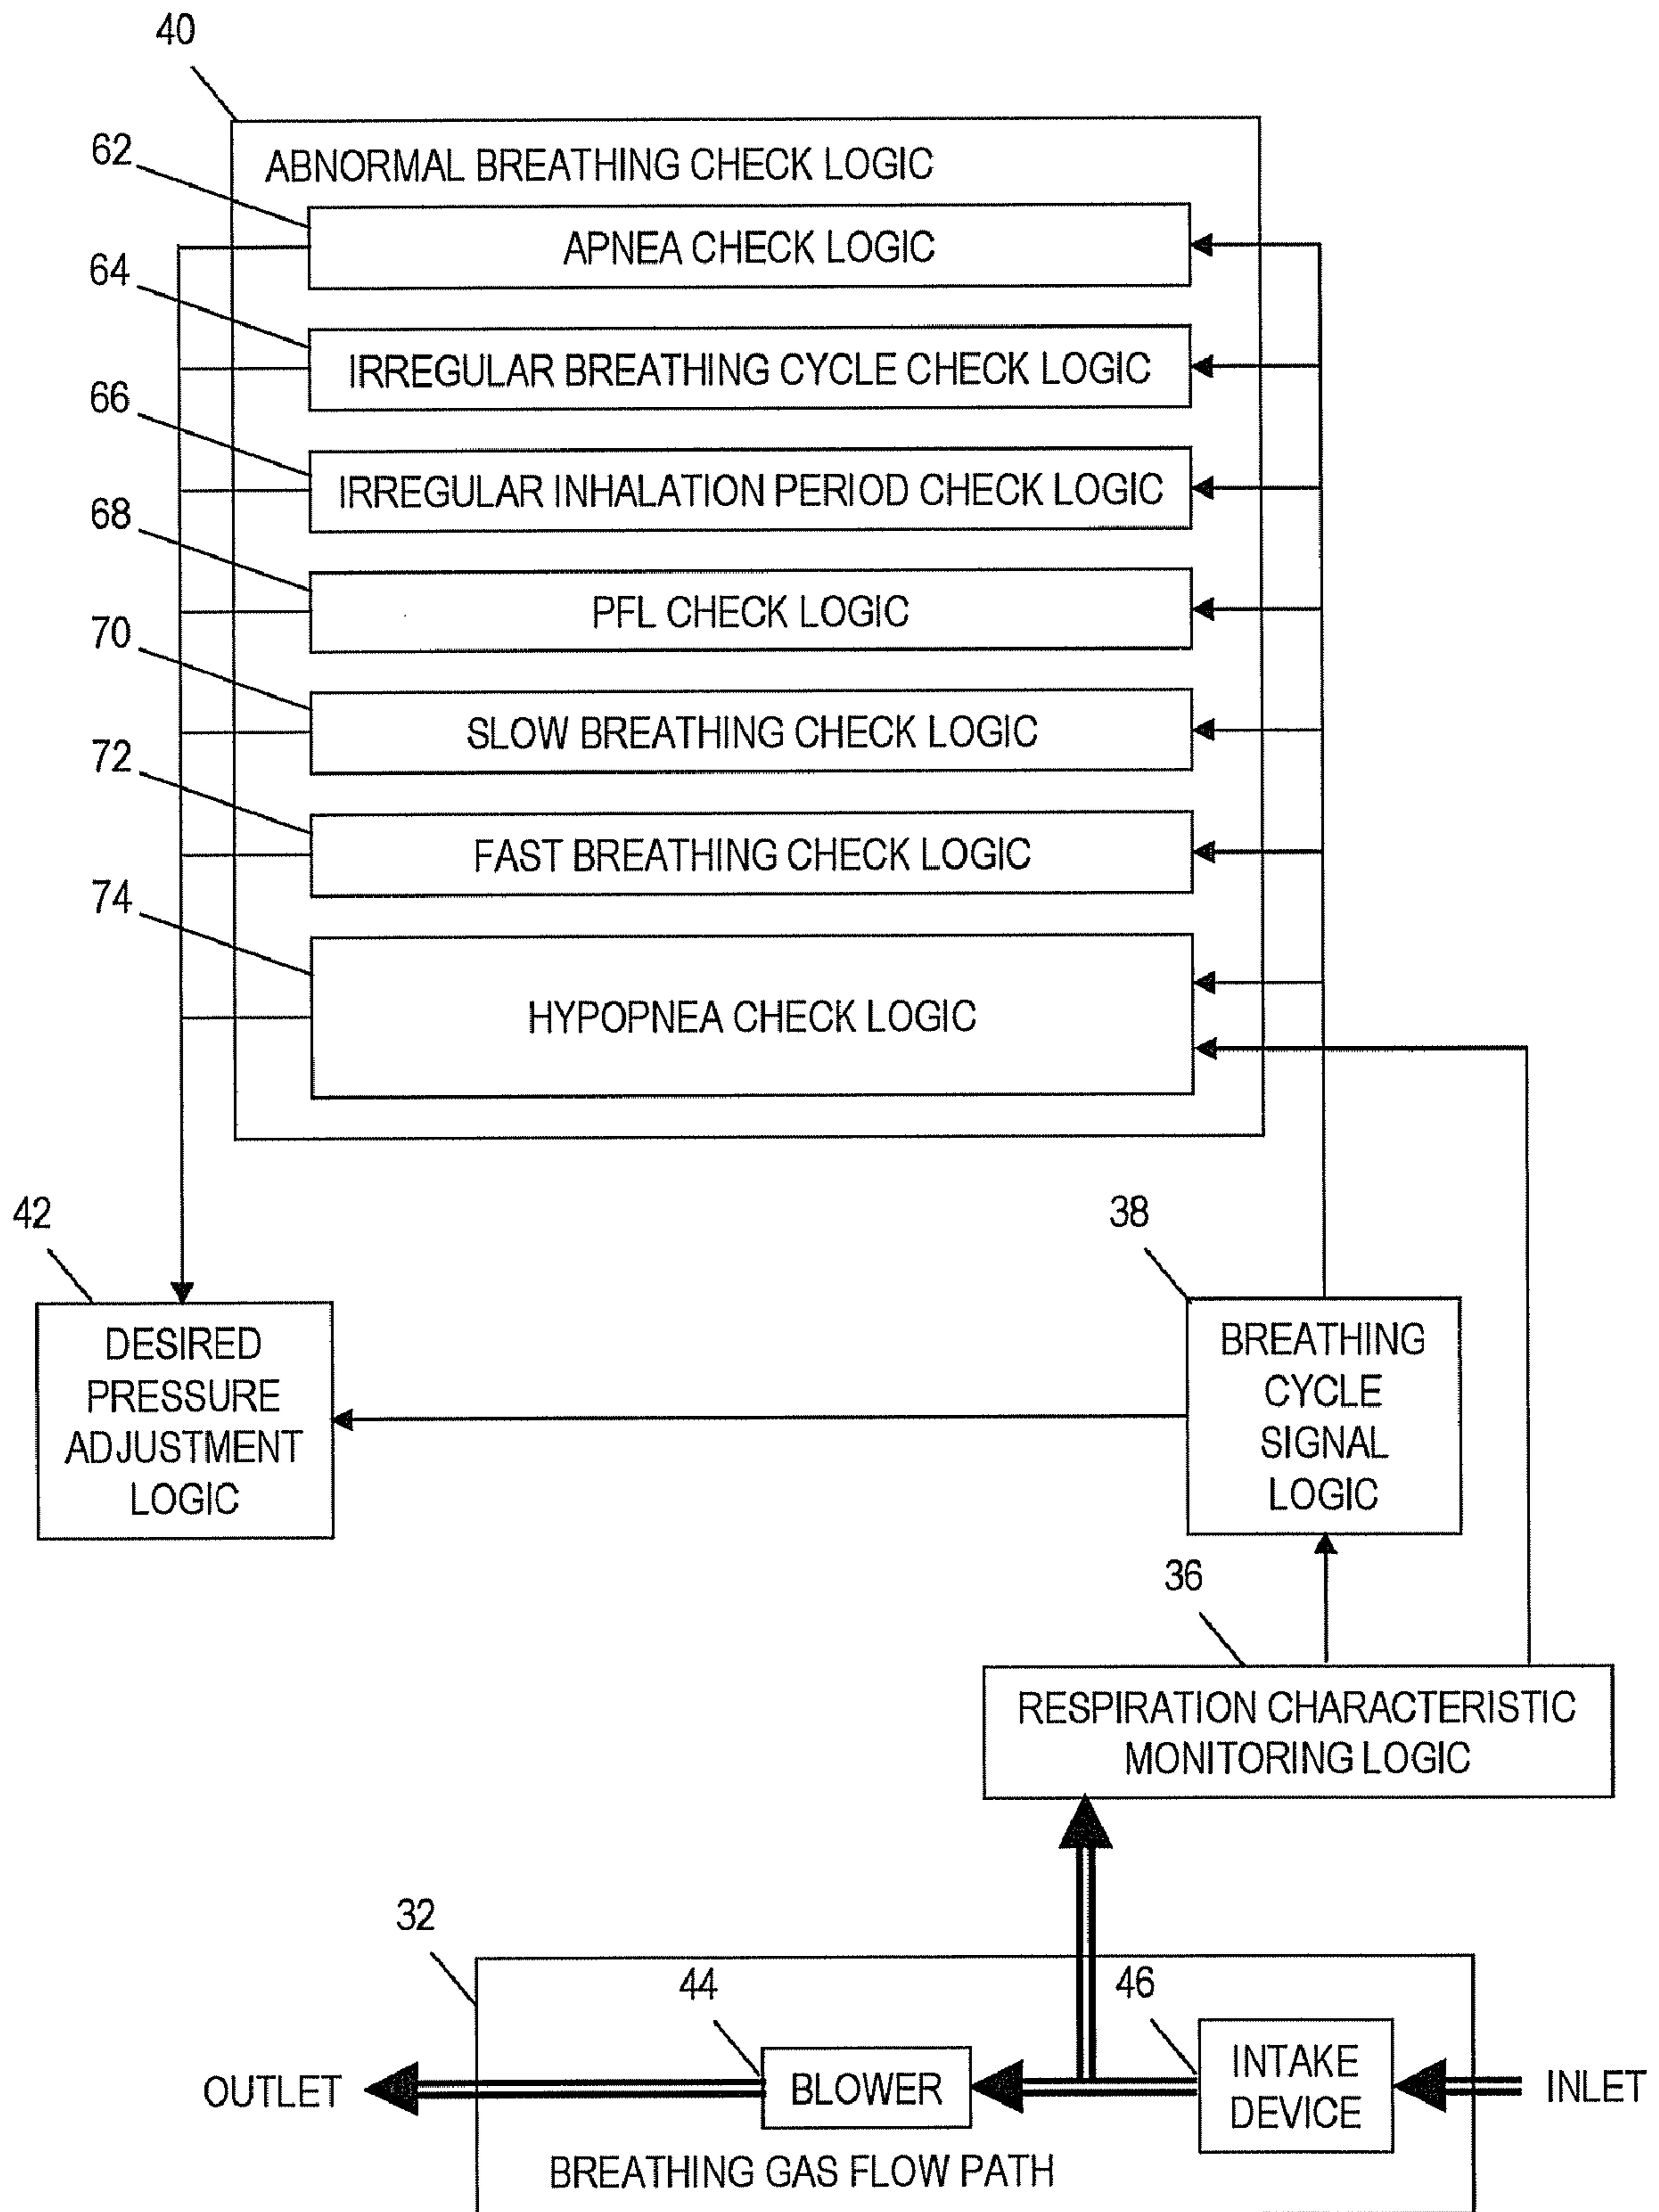 40
62
ABNORMAL BREATHING CHECK LOGIC
APNEA CHECK LOGIC
64
IRREGULAR BREATHING CYCLE CHECK LOGIC
66
IRREGULAR INHALATION PERIOD CHECK LOGIC
68
PFL CHECK LOGIC
70
SLOW BREATHING CHECK LOGIC
72
FAST BREATHING CHECK LOGIC
74
HYPOPNEA CHECK LOGIC
42
DESIRED
PRESSURE
ADJUSTMENT
LOGIC
38
BREATHING
CYCLE
SIGNAL
LOGIC
36
RESPIRATION CHARACTERISTIC
MONITORING LOGIC
32
44
46
OUTLET
BLOWER
INTAKE
DEVICE
INLET
BREATHING GAS FLOW PATH